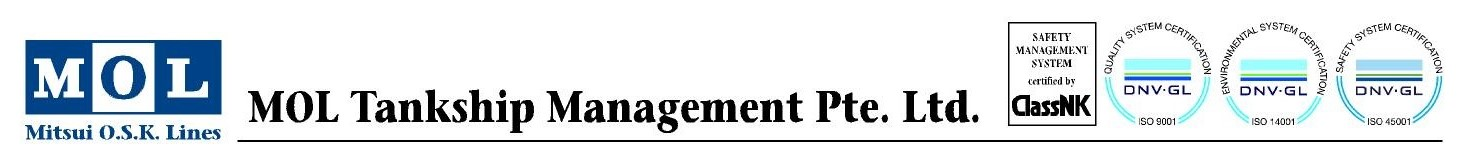 MOL
Mitsui O.S.K. Lines
MOL Tankship Management Pte. Ltd.
SAFETY
MANAGEMENT
SYSTEM
certified by
ClassNK
QUALITY SYSTEM CERTIFICATION
DNV·GL
ISO 9001
ENVIRONMENTAL SYSTEM CERTIFICATION
DNV·GL
ISO 14001
SAFETY SYSTEM CERTIFICATION
DNV·GL
ISO 45001